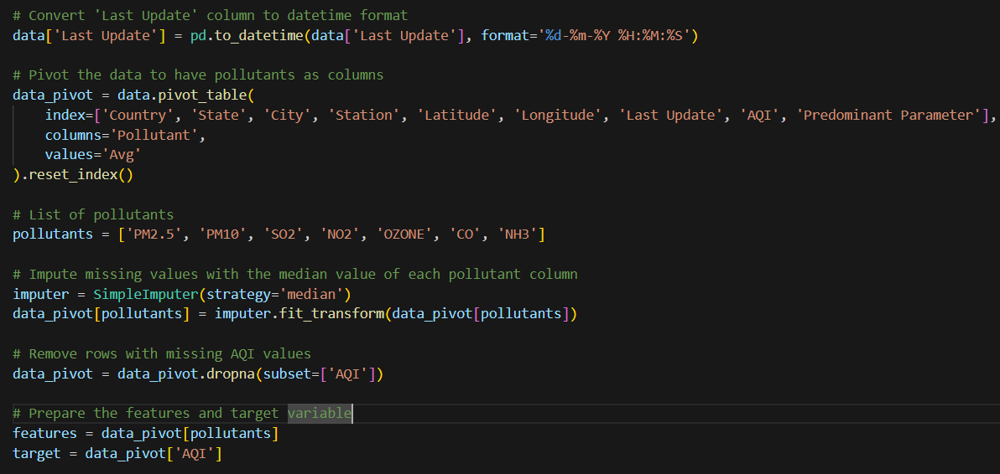 # Convert 'Last Update' column to datetime format
data['Last Update'] = pd.to_datetime(data['Last Update'], format='%d-%m-%Y %H:%M:%S')
# Pivot the data to have pollutants as columns
data_pivot = data.pivot_table(
    index=['Country', 'State', 'City', 'Station', 'Latitude', 'Longitude', 'Last Update', 'AQI', 'Predominant Parameter'],
    columns='Pollutant',
    values='Avg'
).reset_index()
# List of pollutants
pollutants = ['PM2.5', 'PM10', 'SO2', 'NO2', 'OZONE', 'CO', 'NH3']
# Impute missing values with the median value of each pollutant column
imputer = SimpleImputer(strategy='median')
data_pivot[pollutants] = imputer.fit_transform(data_pivot[pollutants])
# Remove rows with missing AQI values
data_pivot = data_pivot.dropna(subset=['AQI'])
# Prepare the features and target variable
features = data_pivot[pollutants]
target = data_pivot['AQI']